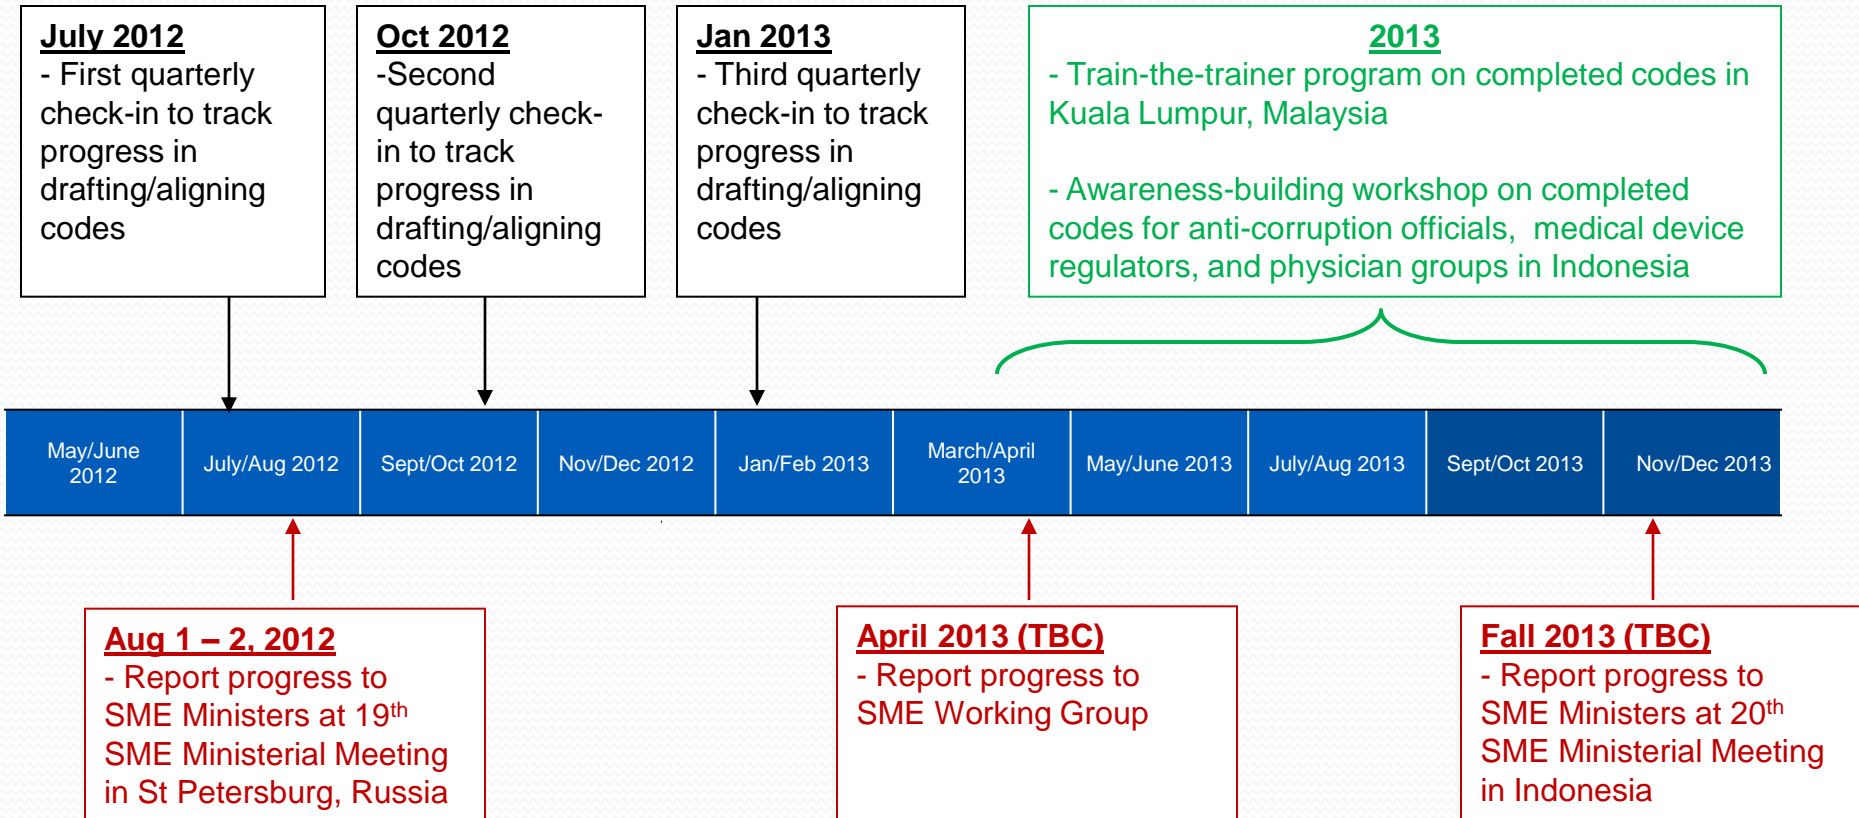 July 2012
- First quarterly
check-in to track
progress in
drafting/aligning
codes
Oct 2012
-Second
quarterly check-
in to track
progress in
drafting/aligning
codes
Jan 2013
- Third quarterly
check-in to track
progress in
drafting/aligning
codes
2013
- Train-the-trainer program on completed codes in
Kuala Lumpur, Malaysia
- Awareness-building workshop on completed
codes for anti-corruption officials, medical device
regulators, and physician groups in Indonesia
May/June
2012
July/Aug 2012
Sept/Oct 2012
Nov/Dec 2012
Jan/Feb 2013
March/April
2013
May/June 2013
July/Aug 2013
Sept/Oct 2013
Nov/Dec 2013
Aug 1 – 2, 2012
- Report progress to
SME Ministers at 19th
SME Ministerial Meeting
in St Petersburg, Russia
April 2013 (TBC)
- Report progress to
SME Working Group
Fall 2013 (TBC)
- Report progress to
SME Ministers at 20th
SME Ministerial Meeting
in Indonesia